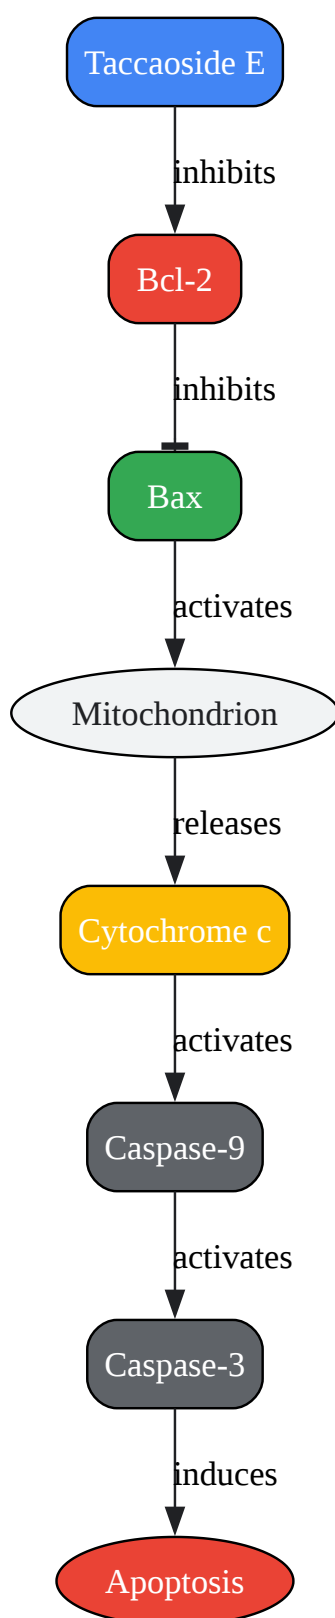 Taccaoside E
inhibits
Bcl-2
inhibits
Bax
activates
Mitochondrion
releases
Cytochrome c
activates
Caspase-9
activates
Caspase-3
induces
Apoptosis